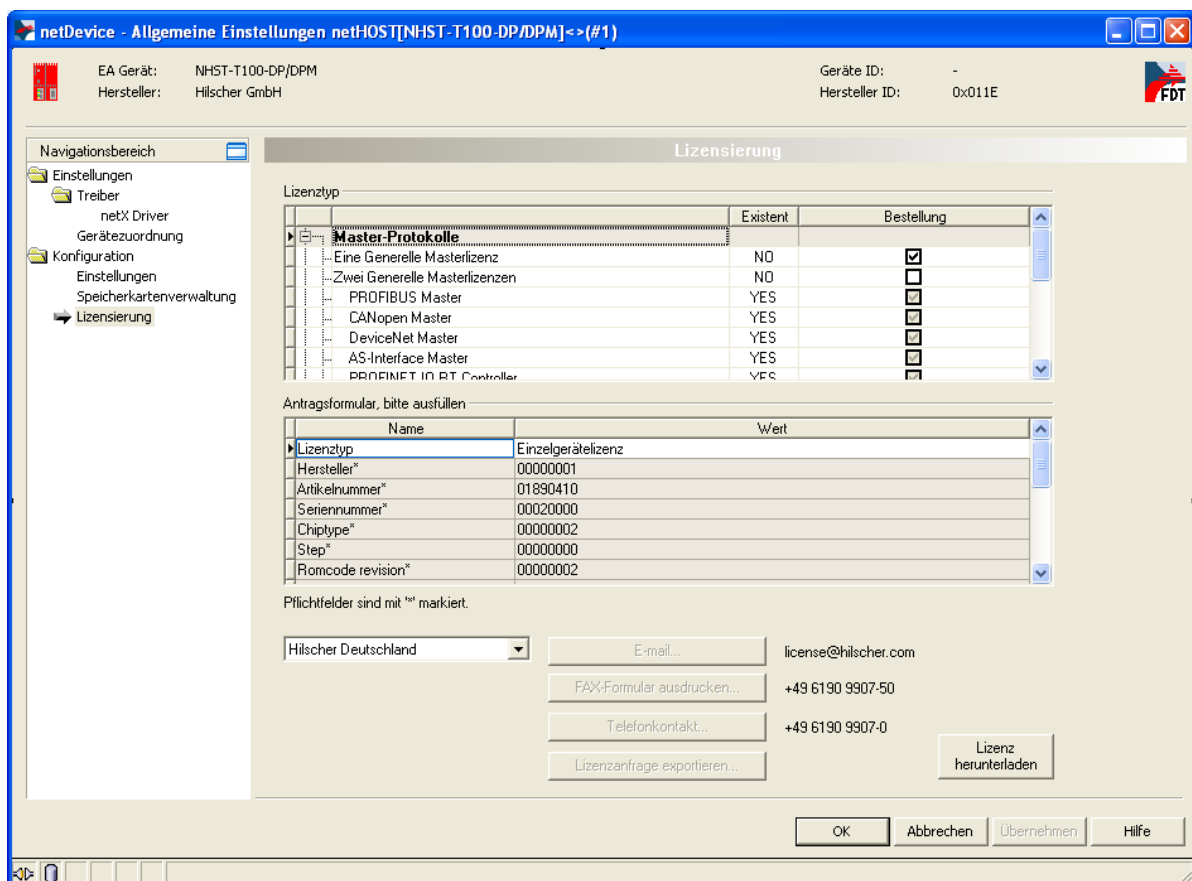 netDevice - Allgemeine Einstellungen netHOST[NHST-T100-DP/DPM]<>(#1)
EA Gerät: NHST-T100-DP/DPM Geräte ID: -
Hersteller: Hilscher GmbH Hersteller ID: 0x011E
FDT
Navigationsbereich
Einstellungen
Treiber
netX Driver
Gerätezuordnung
Konfiguration
Einstellungen
Speicherkartenverwaltung
Lizensierung
Lizensierung
Lizenztyp
Existent Bestellung
Master-Protokolle
Eine Generelle Masterlizenz NO
Zwei Generelle Masterlizenzen NO
PROFIBUS Master YES
CANopen Master YES
DeviceNet Master YES
AS-Interface Master YES
PROFINET IO RT Controller YES
Antragsformular, bitte ausfüllen
Name Wert
Lizenztyp Einzelgerätelizenz
Hersteller* 00000001
Artikelnummer* 01890410
Seriennummer* 00020000
Chiptype* 00000002
Step* 00000000
Romcode revision* 00000002
Pflichtfelder sind mit '*' markiert.
Hilscher Deutschland
E-mail... license@hilscher.com
FAX-Formular ausdrucken... +49 6190 9907-50
Telefonkontakt... +49 6190 9907-0
Lizenzanfrage exportieren...
Lizenz
herunterladen
OK Abbrechen Übernehmen Hilfe